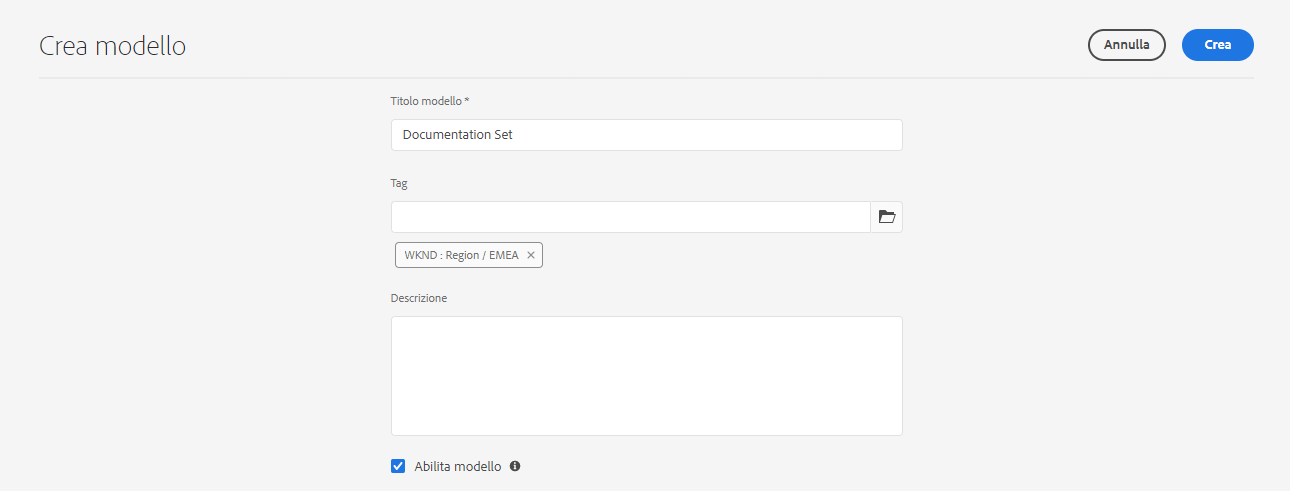 Crea modello
Annulla
Crea
Titolo modello *
Documentation Set
Tag
WKND : Region / EMEA
Descrizione
Abilita modello